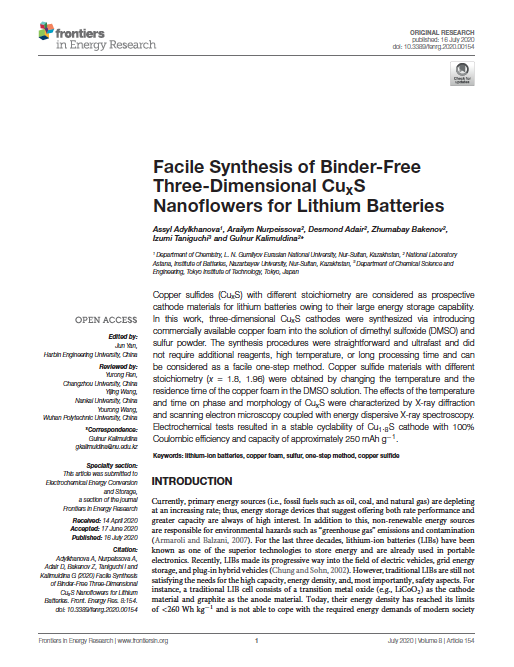 frontiers
in Energy Research
ORIGINAL RESEARCH
published: 16 July 2020
doi: 10.3389/fenrg.2020.00154
Check for
updates
Facile Synthesis of Binder-Free
Three-Dimensional CuxS
Nanoflowers for Lithium Batteries
Assyl Adylkhanova1, Arailym Nurpeissova2, Desmond Adair2, Zhumabay Bakenov2,
Izumi Taniguchi3 and Gulnur Kalimuldina2*
1 Department of Chemistry, L. N. Gumilyov Eurasian National University, Nur-Sultan, Kazakhstan, 2 National Laboratory
Astana, Institute of Batteries, Nazarbayev University, Nur-Sultan, Kazakhstan, 3 Department of Chemical Science and
Engineering, Tokyo Institute of Technology, Tokyo, Japan
Copper sulfides (CuxS) with different stoichiometry are considered as prospective
cathode materials for lithium batteries owing to their large energy storage capability.
In this work, three-dimensional CuxS cathodes were synthesized via introducing
commercially available copper foam into the solution of dimethyl sulfoxide (DMSO) and
sulfur powder. The synthesis procedures were straightforward and ultrafast and did
not require additional reagents, high temperature, or long processing time and can
be considered as a facile one-step method. Copper sulfide materials with different
stoichiometry (x = 1.8, 1.96) were obtained by changing the temperature and the
residence time of the copper foam in the DMSO solution. The effects of the temperature
and time on phase and morphology of CuxS were characterized by X-ray diffraction
and scanning electron microscopy coupled with energy dispersive X-ray spectroscopy.
Electrochemical tests resulted in a stable cyclability of Cu1.8S cathode with 100%
Coulombic efficiency and capacity of approximately 250 mAh g−1.
Keywords: lithium-ion batteries, copper foam, sulfur, one-step method, copper sulfide
OPEN ACCESS
Edited by:
Jun Yan,
Harbin Engineering University, China
Reviewed by:
Yurong Ren,
Changzhou University, China
Yijing Wang,
Nankai University, China
Yourong Wang,
Wuhan Polytechnic University, China
*Correspondence:
Gulnur Kalimuldina
gkalimuldina@nu.edu.kz
Specialty section:
This article was submitted to
Electrochemical Energy Conversion
and Storage,
a section of the journal
Frontiers in Energy Research
Received: 14 April 2020
Accepted: 17 June 2020
Published: 16 July 2020
Citation:
Adylkhanova A, Nurpeissova A,
Adair D, Bakenov Z, Taniguchi I and
Kalimuldina G (2020) Facile Synthesis
of Binder-Free Three-Dimensional
CuxS Nanoflowers for Lithium
Batteries. Front. Energy Res. 8:154.
doi: 10.3389/fenrg.2020.00154
INTRODUCTION
Currently, primary energy sources (i.e., fossil fuels such as oil, coal, and natural gas) are depleting
at an increasing rate; thus, energy storage devices that suggest offering both rate performance and
greater capacity are always of high interest. In addition to this, non-renewable energy sources
are responsible for environmental hazards such as "greenhouse gas" emissions and contamination
(Armaroli and Balzani, 2007). For the last three decades, lithium-ion batteries (LIBs) have been
known as one of the superior technologies to store energy and are already used in portable
electronics. Recently, LIBs made its progressive way into the field of electric vehicles, grid energy
storage, and plug-in hybrid vehicles (Chung and Sohn, 2002). However, traditional LIBs are still not
satisfying the needs for the high capacity, energy density, and, most importantly, safety aspects. For
instance, a traditional LIB cell consists of a transition metal oxide (e.g., LiCoO2) as the cathode
material and graphite as the anode material. Today, their energy density has reached its limits
of <260 Wh kg−1 and is not able to cope with the required energy demands of modern society
Frontiers in Energy Research | www.frontiersin.org
1
July 2020 | Volume 8 | Article 154